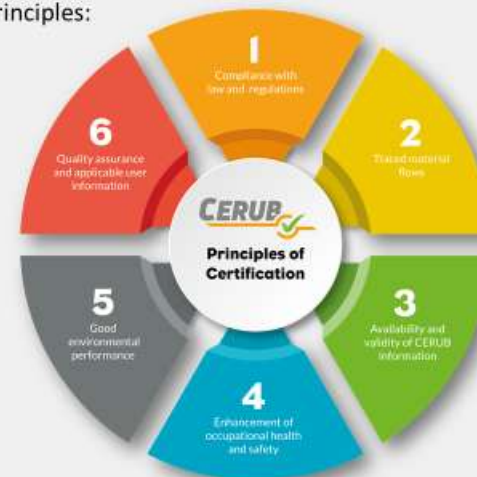 rinciples:
1
Compliance with
law and regulations
2
Traced material
flows
3
Availability and
validity of CERUB
information
4
Enhancement of
occupational health
and safety
5
Good
environmental
performance
6
Quality assurance
and applicable user
information
CERUB
Principles of
Certification